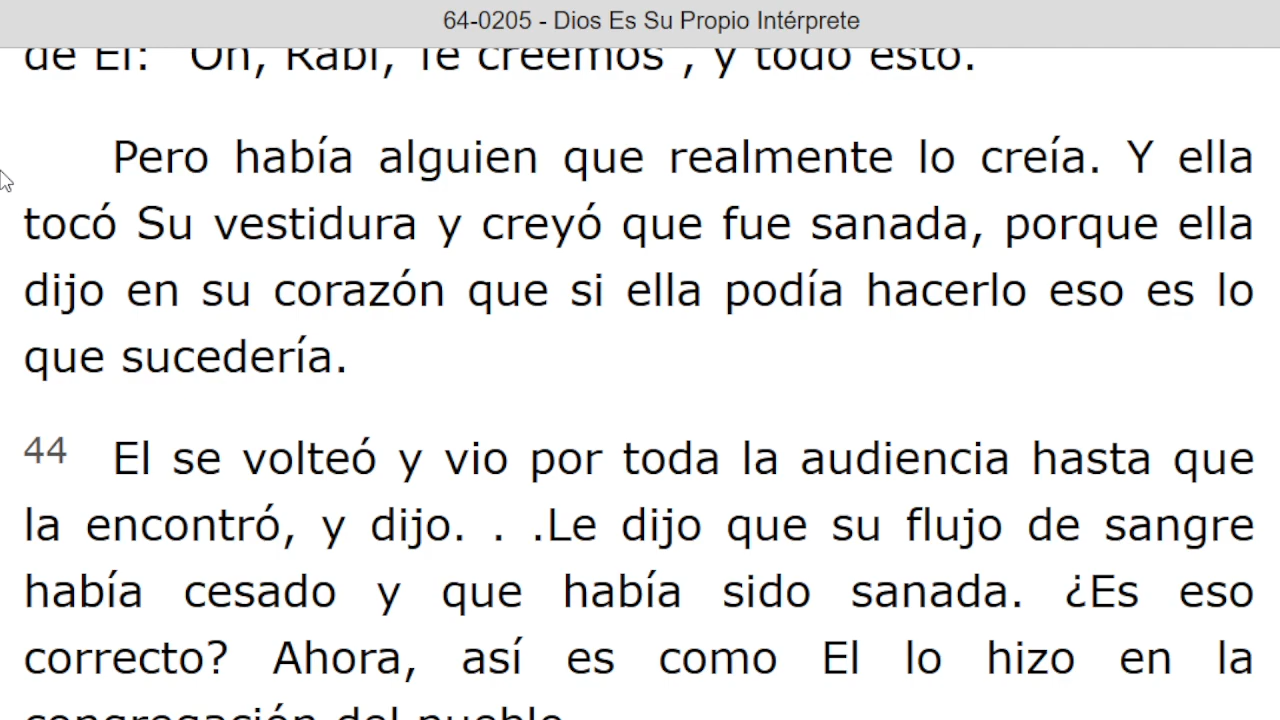 64-0205 - Dios Es Su Propio Intérprete
de El: "Oh, Rabí, Te creemos", y todo esto.
Pero había alguien que realmente lo creía. Y ella
tocó Su vestidura y creyó que fue sanada, porque ella
dijo en su corazón que si ella podía hacerlo eso es lo
que sucedería.
44 El se volteó y vio por toda la audiencia hasta que
la encontró, y dijo. . .Le dijo que su flujo de sangre
había cesado y que había sido sanada. ¿Es eso
correcto? Ahora, así es como El lo hizo en la
congregación del pueblo.